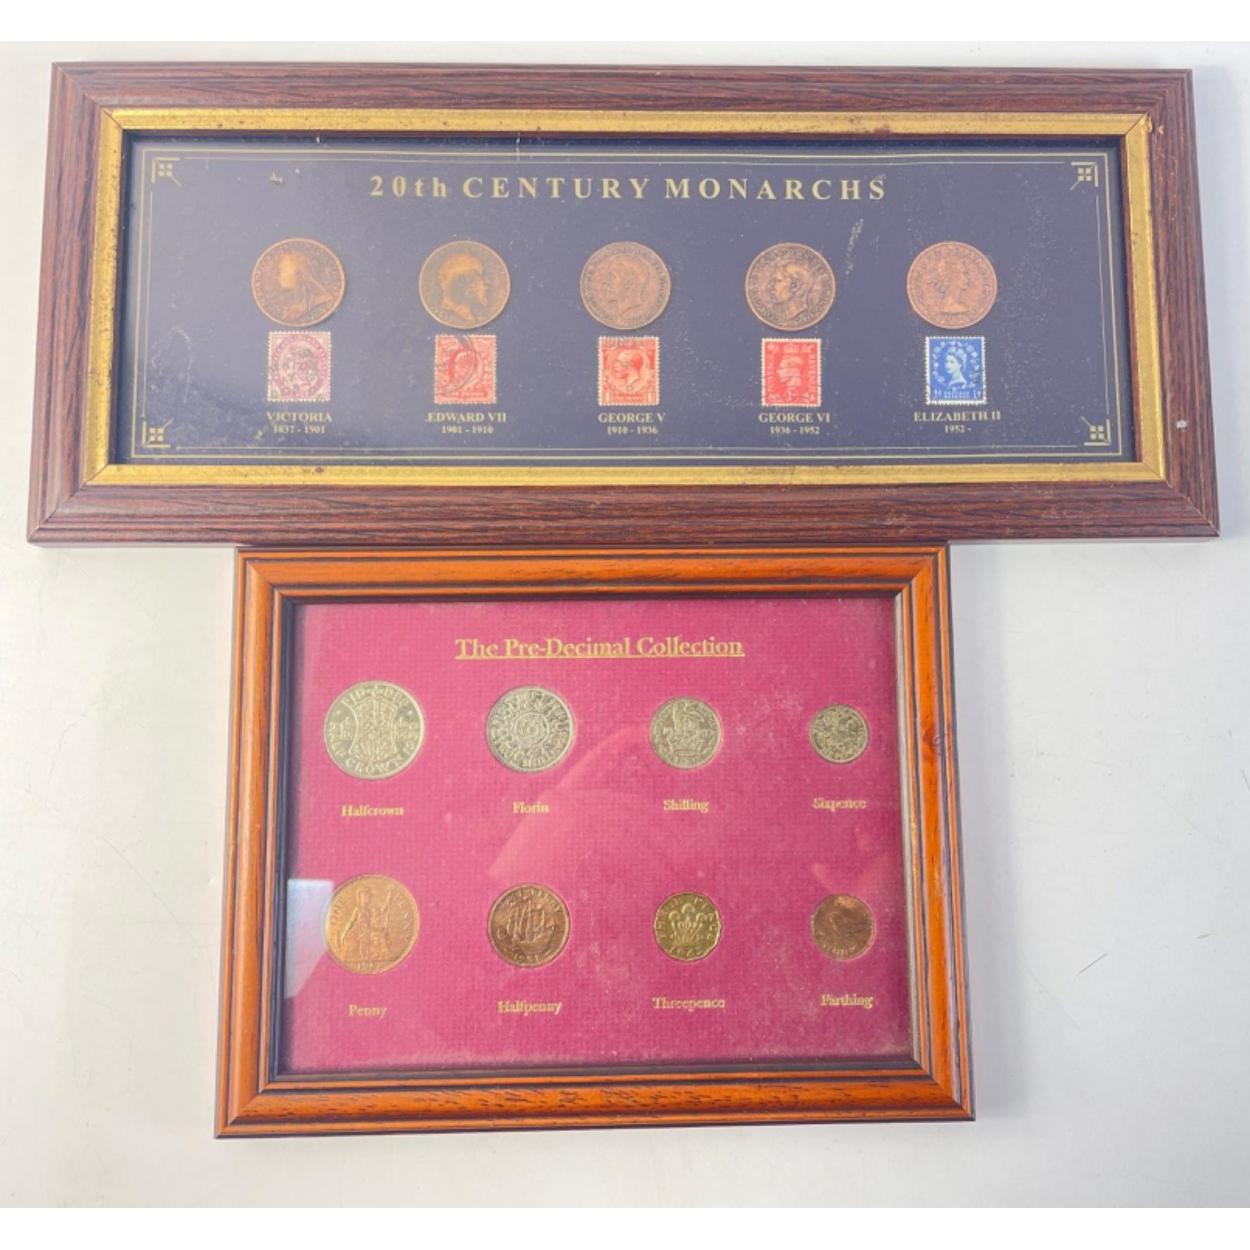 20th CENTURY MONARCHS
VICTORIA EDWARD VII GEORGE V GEORGE VI ELIZABETH II
1837 - 1901 1901 - 1910 1910 - 1936 1936 - 1952 1952 -
The Pre-Decimal Collection
Halfcrown Florin Shilling Sixpence
Penny Halfpenny Threepence Farthing